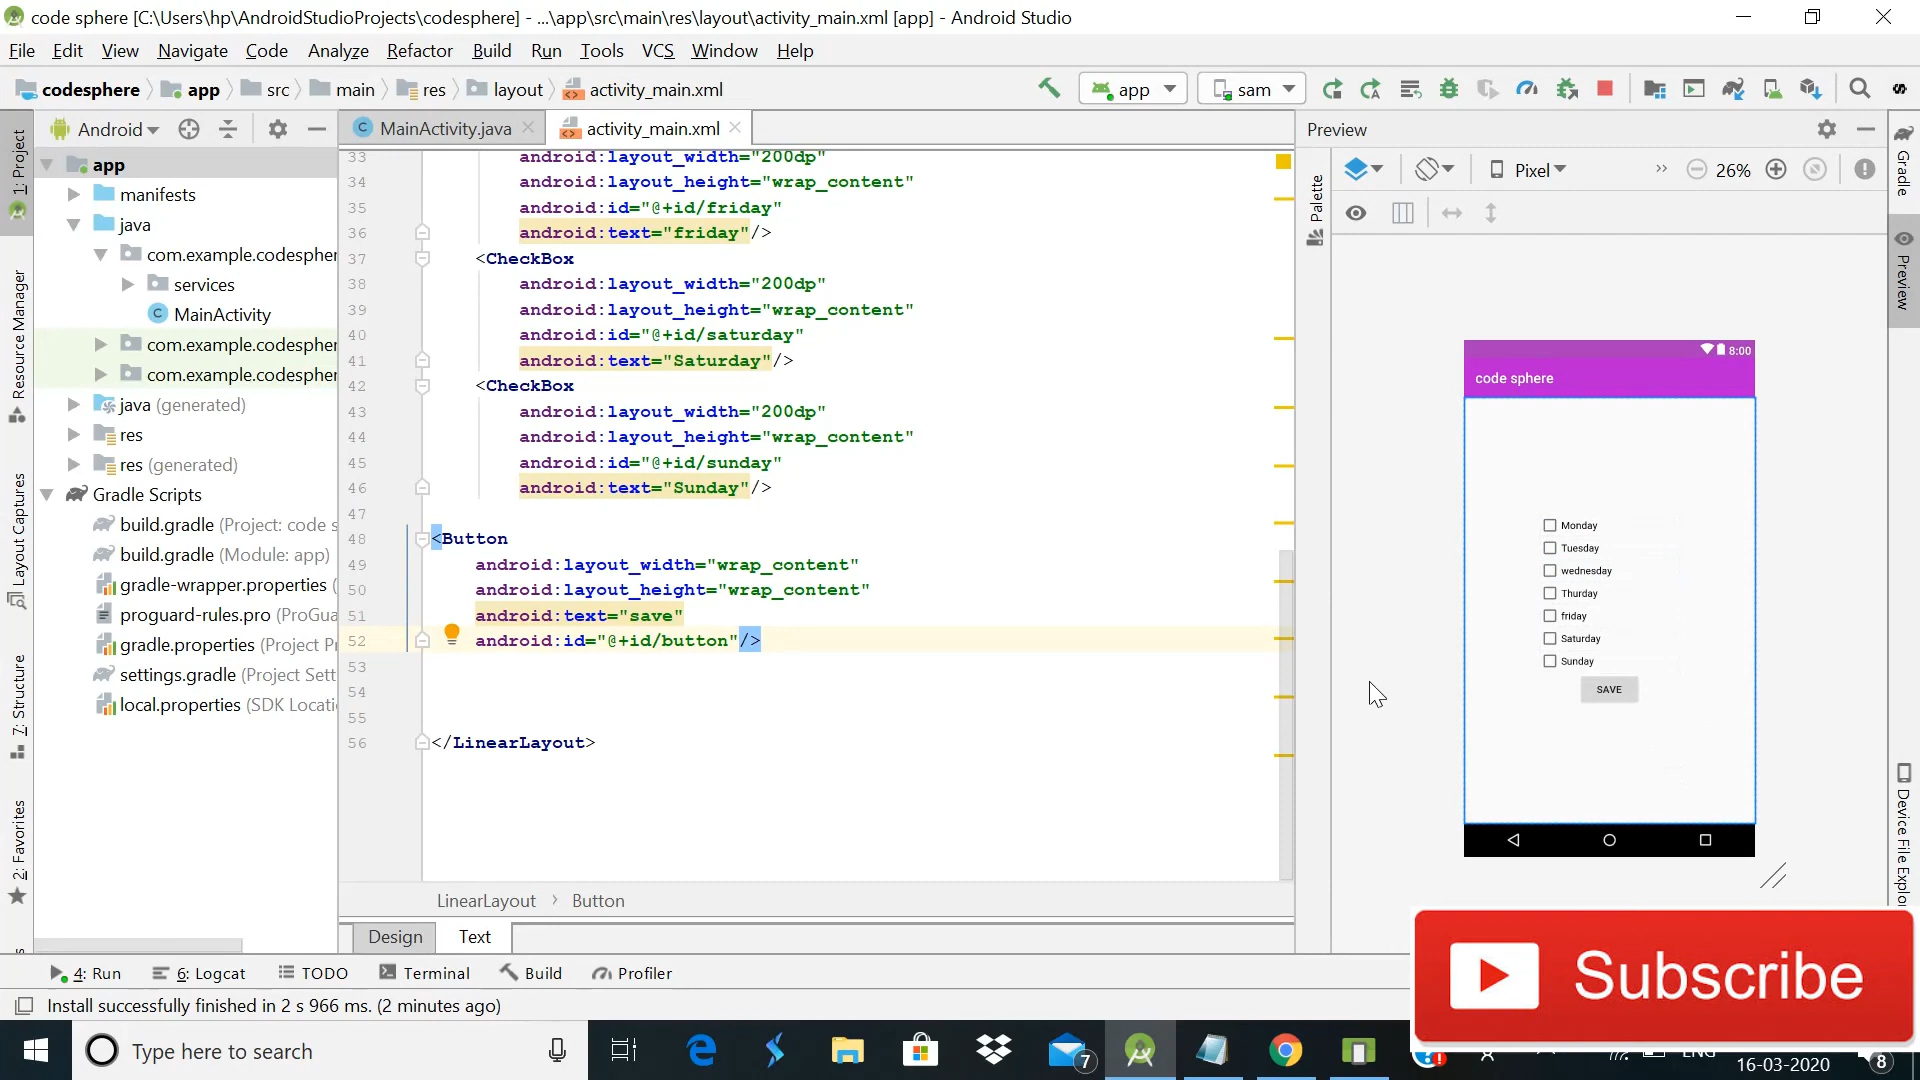 code sphere [C:\Users\hp\AndroidStudioProjects\codesphere] - ...\app\src\main\res\layout\activity_main.xml [app] - Android Studio
File Edit View Navigate Code Analyze Refactor Build Run Tools VCS Window Help
codesphere app src main res layout activity_main.xml
app sam
1: Project
Resource Manager
Layout Captures
7: Structure
2: Favorites
Android
app
manifests
java
com.example.codespher
services
MainActivity
com.example.codespher
com.example.codespher
java (generated)
res
res (generated)
Gradle Scripts
build.gradle (Project: code s
build.gradle (Module: app)
gradle-wrapper.properties (
proguard-rules.pro (ProGua
gradle.properties (Project Pr
settings.gradle (Project Sett
local.properties (SDK Locati
MainActivity.java activity_main.xml
33 android:layout_width="200dp"
34 android:layout_height="wrap_content"
35 android:id="@+id/friday"
36 android:text="friday"/>
37 <CheckBox
38 android:layout_width="200dp"
39 android:layout_height="wrap_content"
40 android:id="@+id/saturday"
41 android:text="Saturday"/>
42 <CheckBox
43 android:layout_width="200dp"
44 android:layout_height="wrap_content"
45 android:id="@+id/sunday"
46 android:text="Sunday"/>
47
48 <Button
49 android:layout_width="wrap_content"
50 android:layout_height="wrap_content"
51 android:text="save"
52 android:id="@+id/button"/>
53
54
55
56 </LinearLayout>
LinearLayout › Button
Design Text
Preview
Palette
Pixel 26%
8:00
code sphere
Monday
Tuesday
wednesday
Thurday
friday
Saturday
Sunday
SAVE
Gradle
Preview
Device File Explor
4: Run 6: Logcat TODO Terminal Build Profiler
Install successfully finished in 2 s 966 ms. (2 minutes ago)
Subscribe
Type here to search
7
ENG
16-03-2020
8